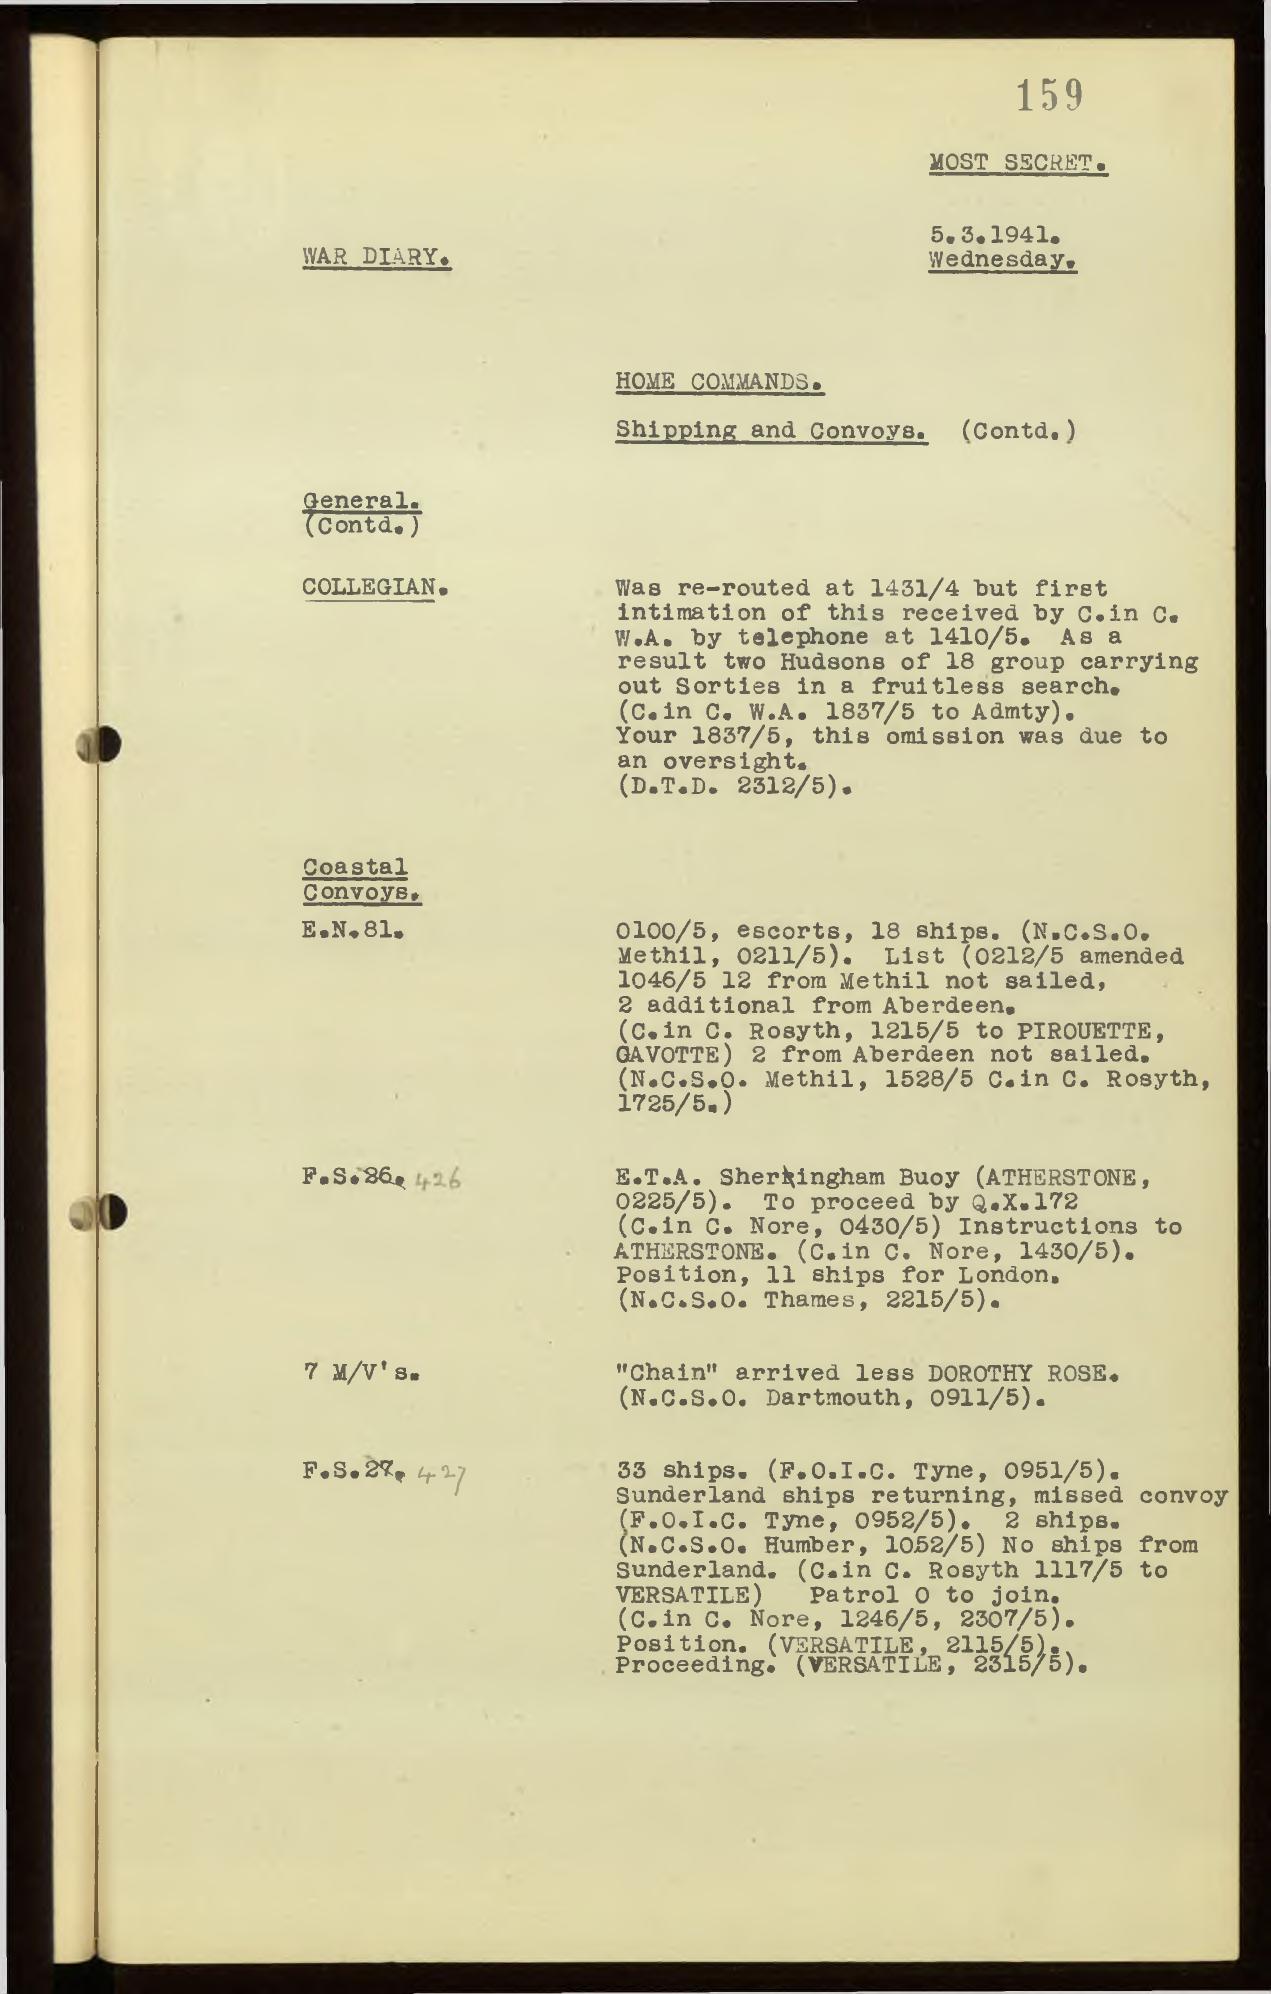 159
MOST SECRET.
5.3.1941.
WAR DIARY.
Wednesday.
HOME COMMANDS.
Shipping and Convoys. (Contd.)
General.
(Contd.)
COLLEGIAN.
Was re-routed at 1431/4 but first
intimation of this received by C.in C.
W.A. by telephone at 1410/5. As a
result two Hudsons of 18 group carrying
out Sorties in a fruitless search.
(C.in C. W.A. 1837/5 to Admty).
Your 1837/5, this omission was due to
an oversight.
(D.T.D. 2312/5).
Coastal
Convoys.
E.N.81.
0100/5, escorts, 18 ships. (N.C.S.O.
Methil, 0211/5). List (0212/5 amended
1046/5 12 from Methil not sailed,
2 additional from Aberdeen.
(C.in C. Rosyth, 1215/5 to PIROUETTE,
GAVOTTE) 2 from Aberdeen not sailed.
(N.C.S.O. Methil, 1528/5 C.in C. Rosyth,
1725/5.)
F.S.26. 426
E.T.A. Sherkingham Buoy (ATHERSTONE,
0225/5). To proceed by Q.X.172
(C.in C. Nore, 0430/5) Instructions to
ATHERSTONE. (C.in C. Nore, 1430/5).
Position, 11 ships for London.
(N.C.S.O. Thames, 2215/5).
7 M/V's.
"Chain" arrived less DOROTHY ROSE.
(N.C.S.O. Dartmouth, 0911/5).
F.S.27. 427
33 ships. (F.O.I.C. Tyne, 0951/5).
Sunderland ships returning, missed convoy
(F.O.I.C. Tyne, 0952/5). 2 ships.
(N.C.S.O. Humber, 1052/5) No ships from
Sunderland. (C.in C. Rosyth 1117/5 to
VERSATILE) Patrol O to join.
(C.in C. Nore, 1246/5, 2307/5).
Position. (VERSATILE, 2115/5).
Proceeding. (VERSATILE, 2315/5).